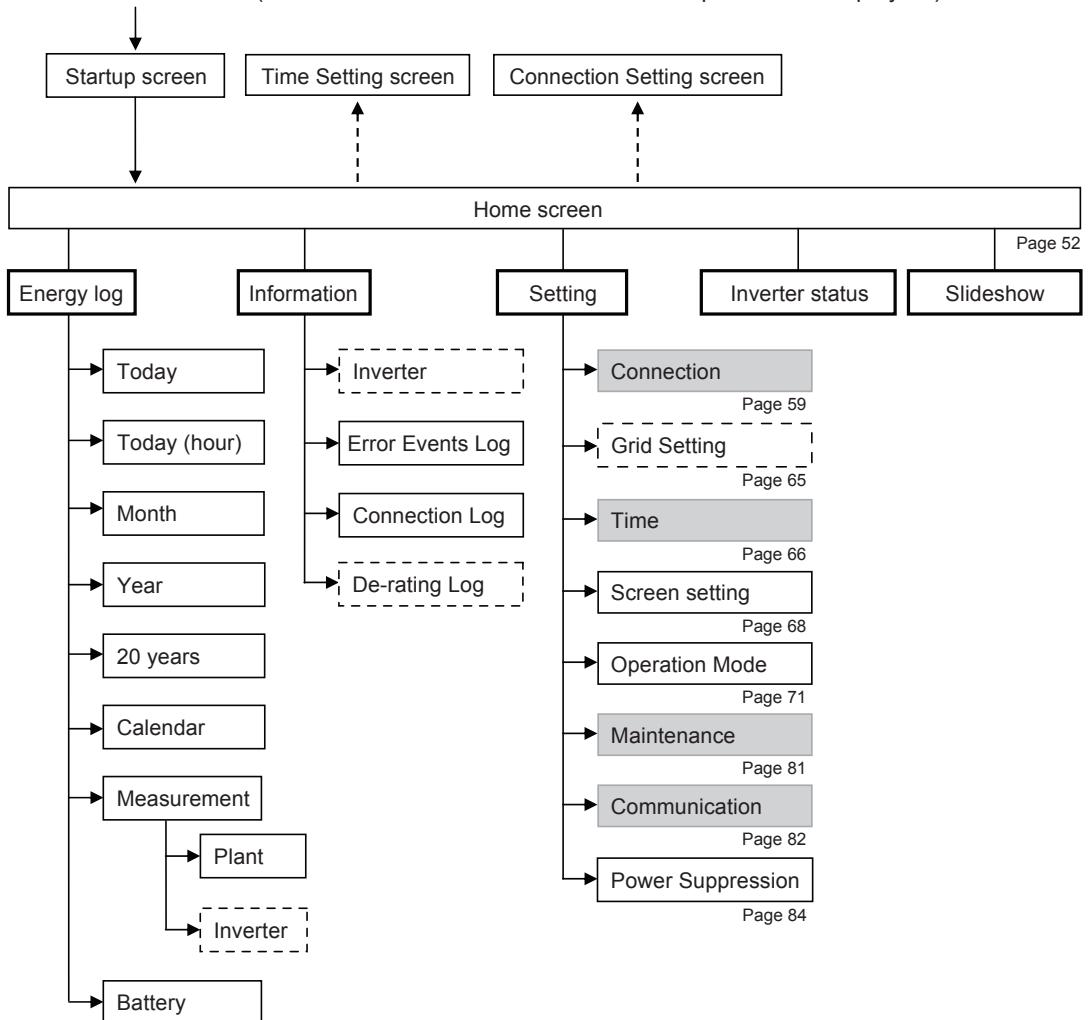 Startup screen
Time Setting screen
Connection Setting screen
Home screen
Page 52
Energy log
Information
Setting
Inverter status
Slideshow
Today
Today (hour)
Month
Year
20 years
Calendar
Measurement
Plant
Inverter
Battery
Inverter
Error Events Log
Connection Log
De-rating Log
Connection
Page 59
Grid Setting
Page 65
Time
Page 66
Screen setting
Page 68
Operation Mode
Page 71
Maintenance
Page 81
Communication
Page 82
Power Suppression
Page 84